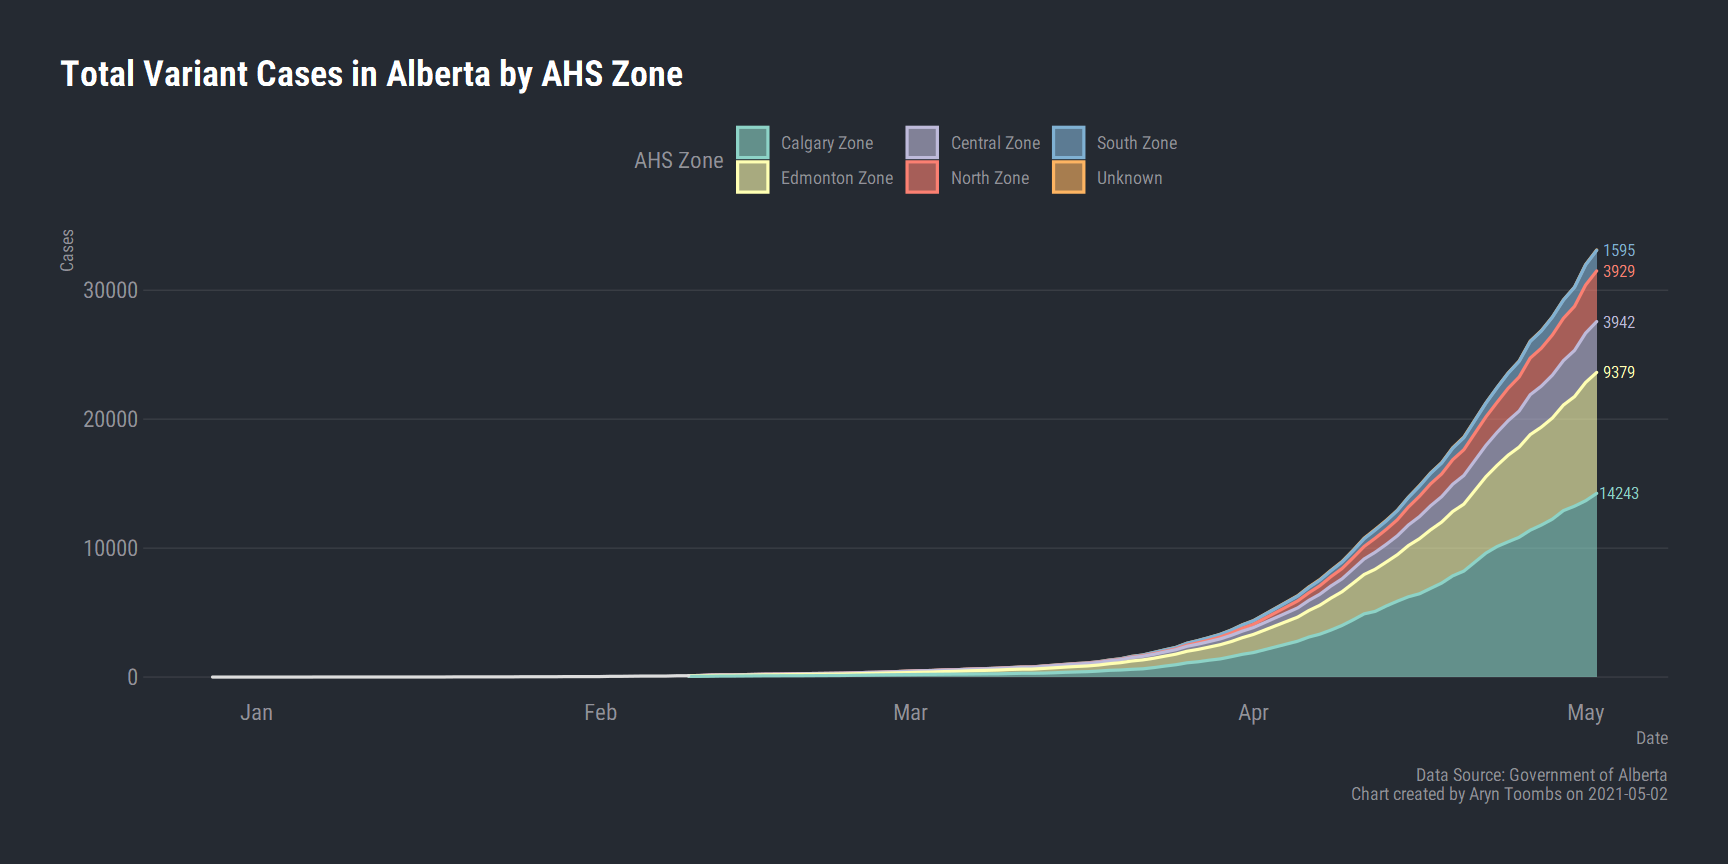 Total Variant Cases in Alberta by AHS Zone
AHS Zone
Calgary Zone
Central Zone
South Zone
Edmonton Zone
North Zone
Unknown
Cases
30000
20000
10000
0
1595
3929
3942
9379
14243
Jan
Feb
Mar
Apr
May
Date
Data Source: Government of Alberta
Chart created by Aryn Toombs on 2021-05-02